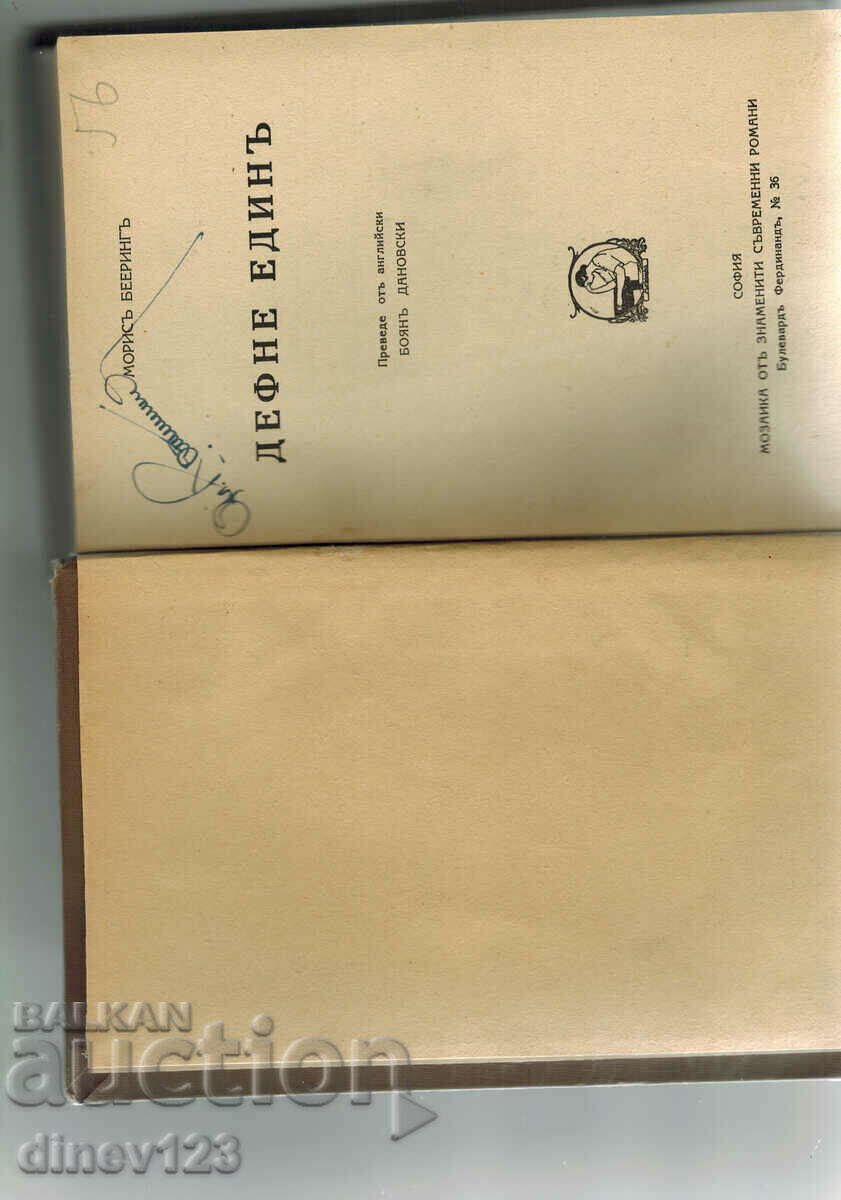 МОРИСЪ БЕЕРИНГЪ
ДЕФНЕ ЕДИНЪ
Преведе отъ английски
БОЯНЪ ДАНОВСКИ
СОФИЯ
МОЗАИКА ОТЪ ЗНАМЕНИТИ СЪВРЕМЕННИ РОМАНИ
Булевардъ Фердинандъ, № 36
BALKAN
auction
dinev123